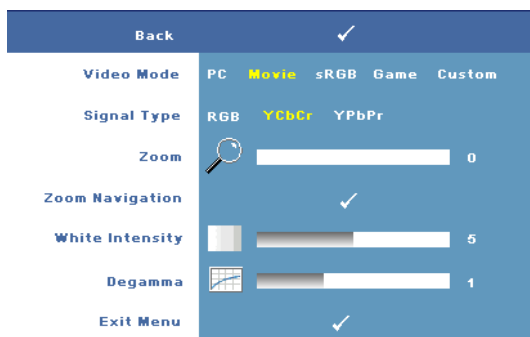 Back
Video Mode PC Movie sRGB Game Custom
Signal Type RGB YCbCr YPbPr
Zoom 0
Zoom Navigation
White Intensity 5
Degamma 1
Exit Menu